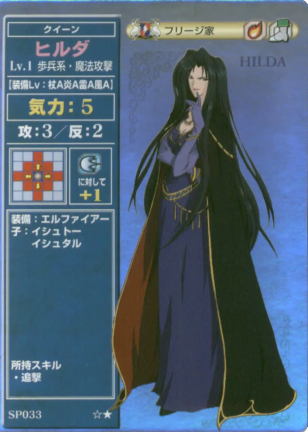 クイーン
ヒルダ
Lv.1 歩兵系・魔法攻撃
【装備Lv：杖A炎A雷A風A】
気力：5
攻：3／反：2
に対して
+1
装備：エルファイアー
子：イシュトー
イシュタル
所持スキル
・追撃
SP033 ☆★
フリージ家
HILDA